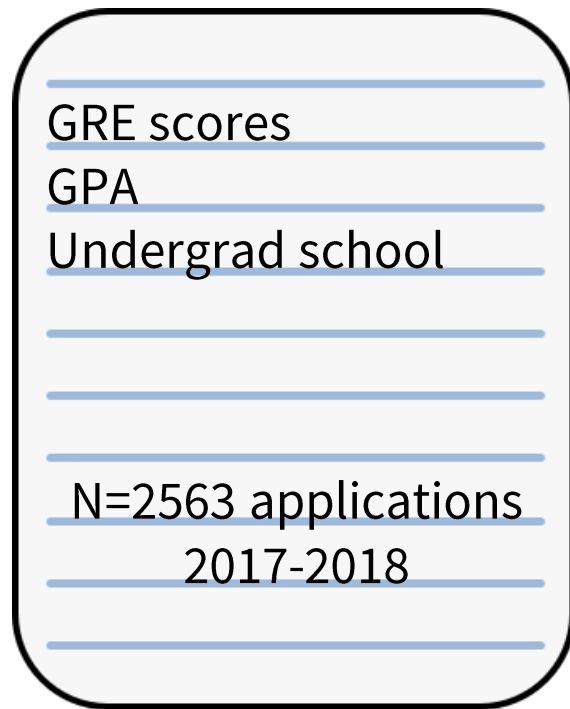 GRE scores
GPA
Undergrad school
N=2563 applications
2017-2018